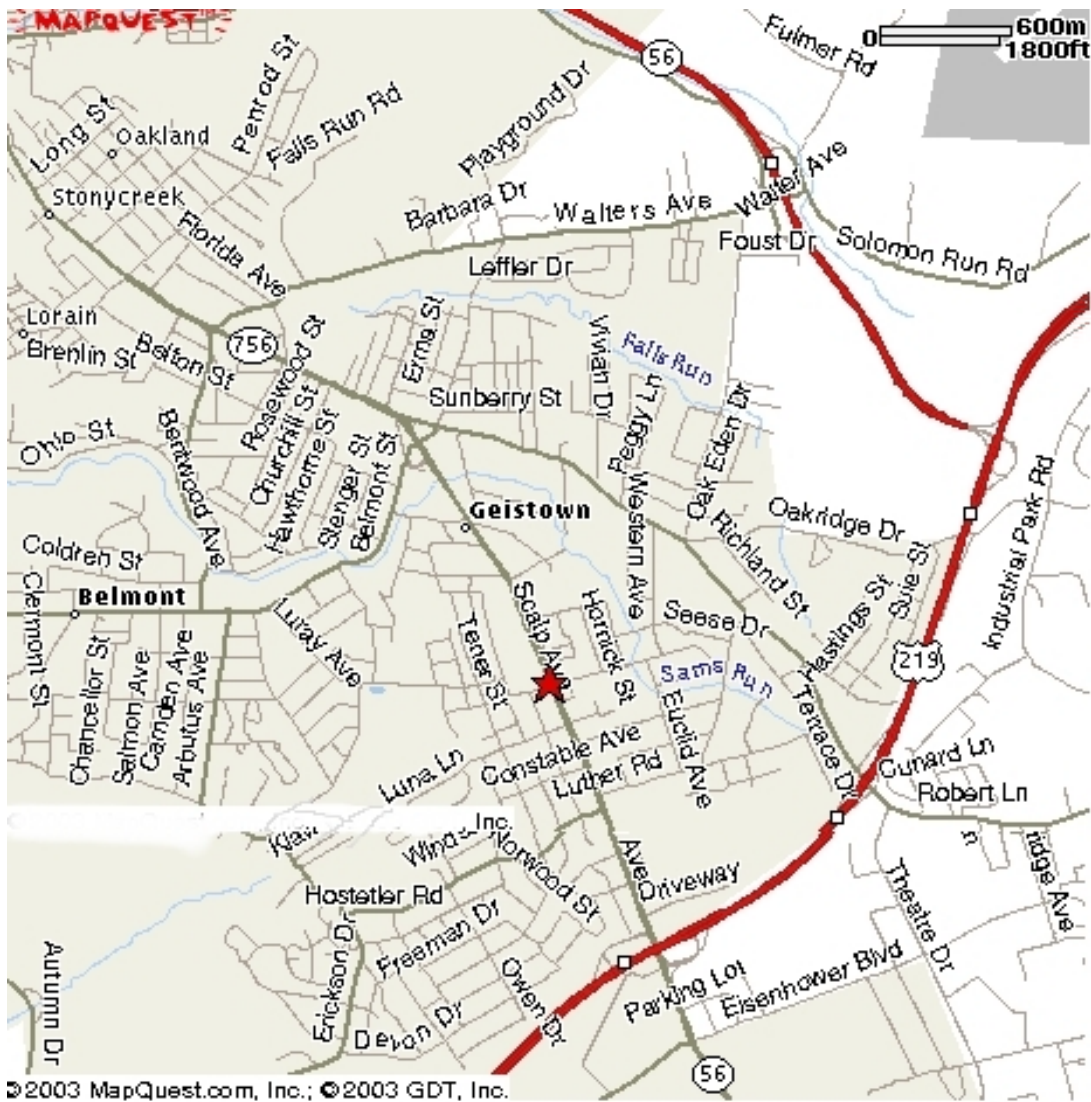 MAPQUEST
0 600m
1800ft
56
Fulmer Rd
Penrod St
Long St
Oakland
Falls Run Rd
Playground Dr
Walter Ave
Stonycreek
Barbara Dr
Walters Ave
Florida Ave
Foust Dr
Solomon Run Rd
Leffler Dr
Lorain
Brenlin St
Belton St
756
Erma St
Vivian Dr
Falls Run
Rosewood St
Sunberry St
Peggy Ln
Oak Eden Dr
Churchill St
Hawthorne St
Ohio St
Bentwood Ave
Stenger St
Belmont St
Geistown
Western Ave
Richland St
Oakridge Dr
Industrial Park Rd
Coldren St
Suie St
Hastings St
Clermont St
Belmont
Luray Ave
Scalp Ave
Hornick St
Seese Dr
Tener St
Sams Run
219
Chancellor St
Salmon Ave
Camden Ave
Arbutus Ave
Euclid Ave
Terrace Dr
Luna Ln
Constable Ave
Luther Rd
Cunard Ln
Robert Ln
Inc.
Norwood St
Ave
Driveway
Hostetler Rd
Theatre Dr
ridge Ave
Freeman Dr
Erickson Dr
Owen Dr
Parking Lot
Eisenhower Blvd
Autumn Dr
Devon Dr
56
©2003 MapQuest.com, Inc.; ©2003 GDT, Inc.